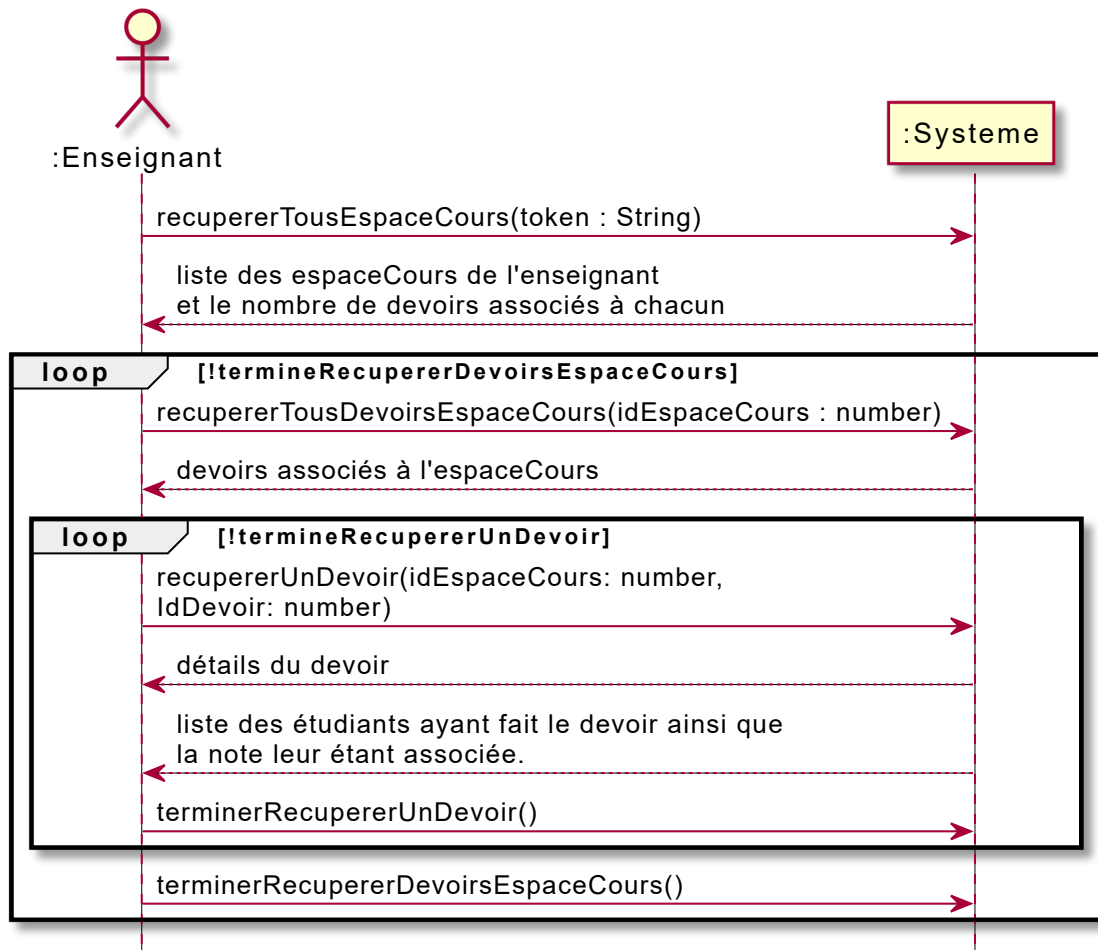 :Enseignant
:Systeme
recupererTousEspaceCours(token : String)
liste des espaceCours de l'enseignant
et le nombre de devoirs associés à chacun
loop [!termineRecupererDevoirsEspaceCours]
recupererTousDevoirsEspaceCours(idEspaceCours : number)
devoirs associés à l'espaceCours
loop [!termineRecupererUnDevoir]
recupererUnDevoir(idEspaceCours: number,
IdDevoir: number)
détails du devoir
liste des étudiants ayant fait le devoir ainsi que
la note leur étant associée.
terminerRecupererUnDevoir()
terminerRecupererDevoirsEspaceCours()